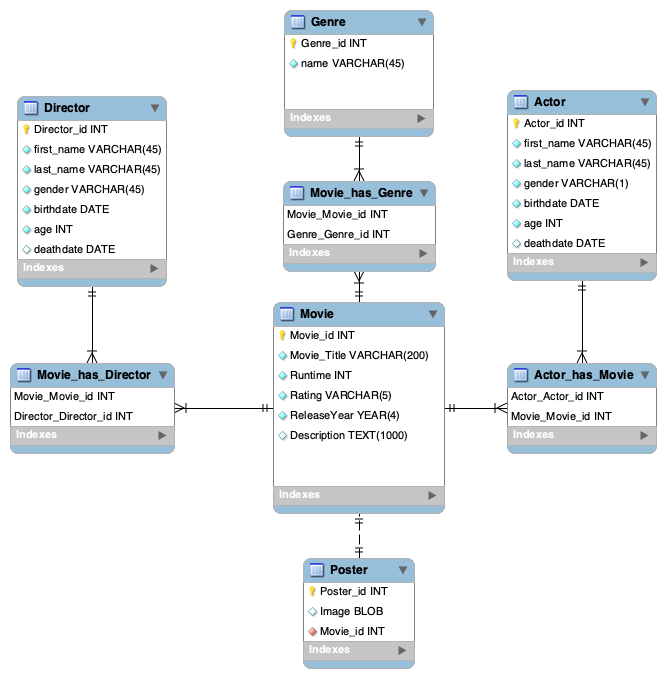 Genre
Genre_id INT
name VARCHAR(45)
Indexes
Director
Director_id INT
first_name VARCHAR(45)
last_name VARCHAR(45)
gender VARCHAR(45)
birthdate DATE
age INT
deathdate DATE
Indexes
Actor
Actor_id INT
first_name VARCHAR(45)
last_name VARCHAR(45)
gender VARCHAR(1)
birthdate DATE
age INT
deathdate DATE
Indexes
Movie_has_Genre
Movie_Movie_id INT
Genre_Genre_id INT
Indexes
Movie_has_Director
Movie_Movie_id INT
Director_Director_id INT
Indexes
Movie
Movie_id INT
Movie_Title VARCHAR(200)
Runtime INT
Rating VARCHAR(5)
ReleaseYear YEAR(4)
Description TEXT(1000)
Indexes
Actor_has_Movie
Actor_Actor_id INT
Movie_Movie_id INT
Indexes
Poster
Poster_id INT
Image BLOB
Movie_id INT
Indexes